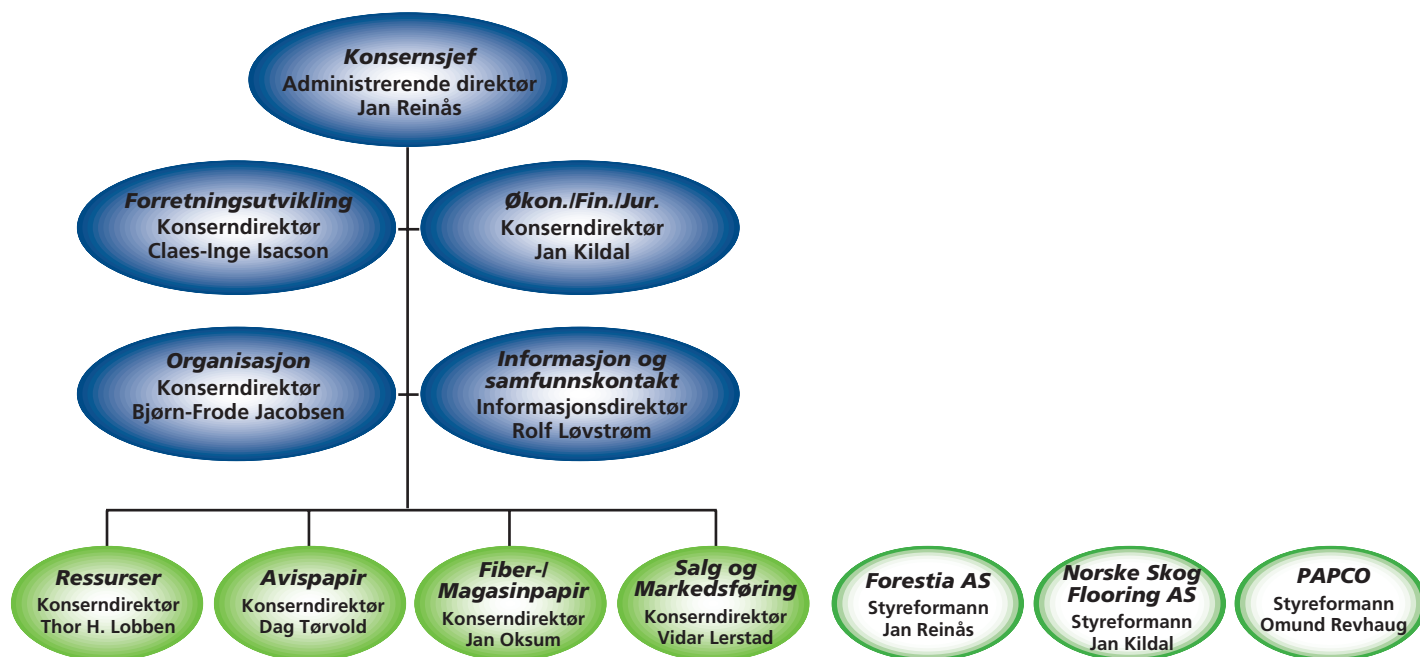 Konsernsjef
Administrerende direktør
Jan Reinås
Forretningsutvikling
Konserndirektør
Claes-Inge Isacson
Økon./Fin./Jur.
Konserndirektør
Jan Kildal
Organisasjon
Konserndirektør
Bjørn-Frode Jacobsen
Informasjon og
samfunnskontakt
Informasjonsdirektør
Rolf Løvstrøm
Ressurser
Konserndirektør
Thor H. Lobben
Avispapir
Konserndirektør
Dag Tørvold
Fiber-/
Magasinpapir
Konserndirektør
Jan Oksum
Salg og
Markedsføring
Konserndirektør
Vidar Lerstad
Forestia AS
Styreformann
Jan Reinås
Norske Skog
Flooring AS
Styreformann
Jan Kildal
PAPCO
Styreformann
Omund Revhaug